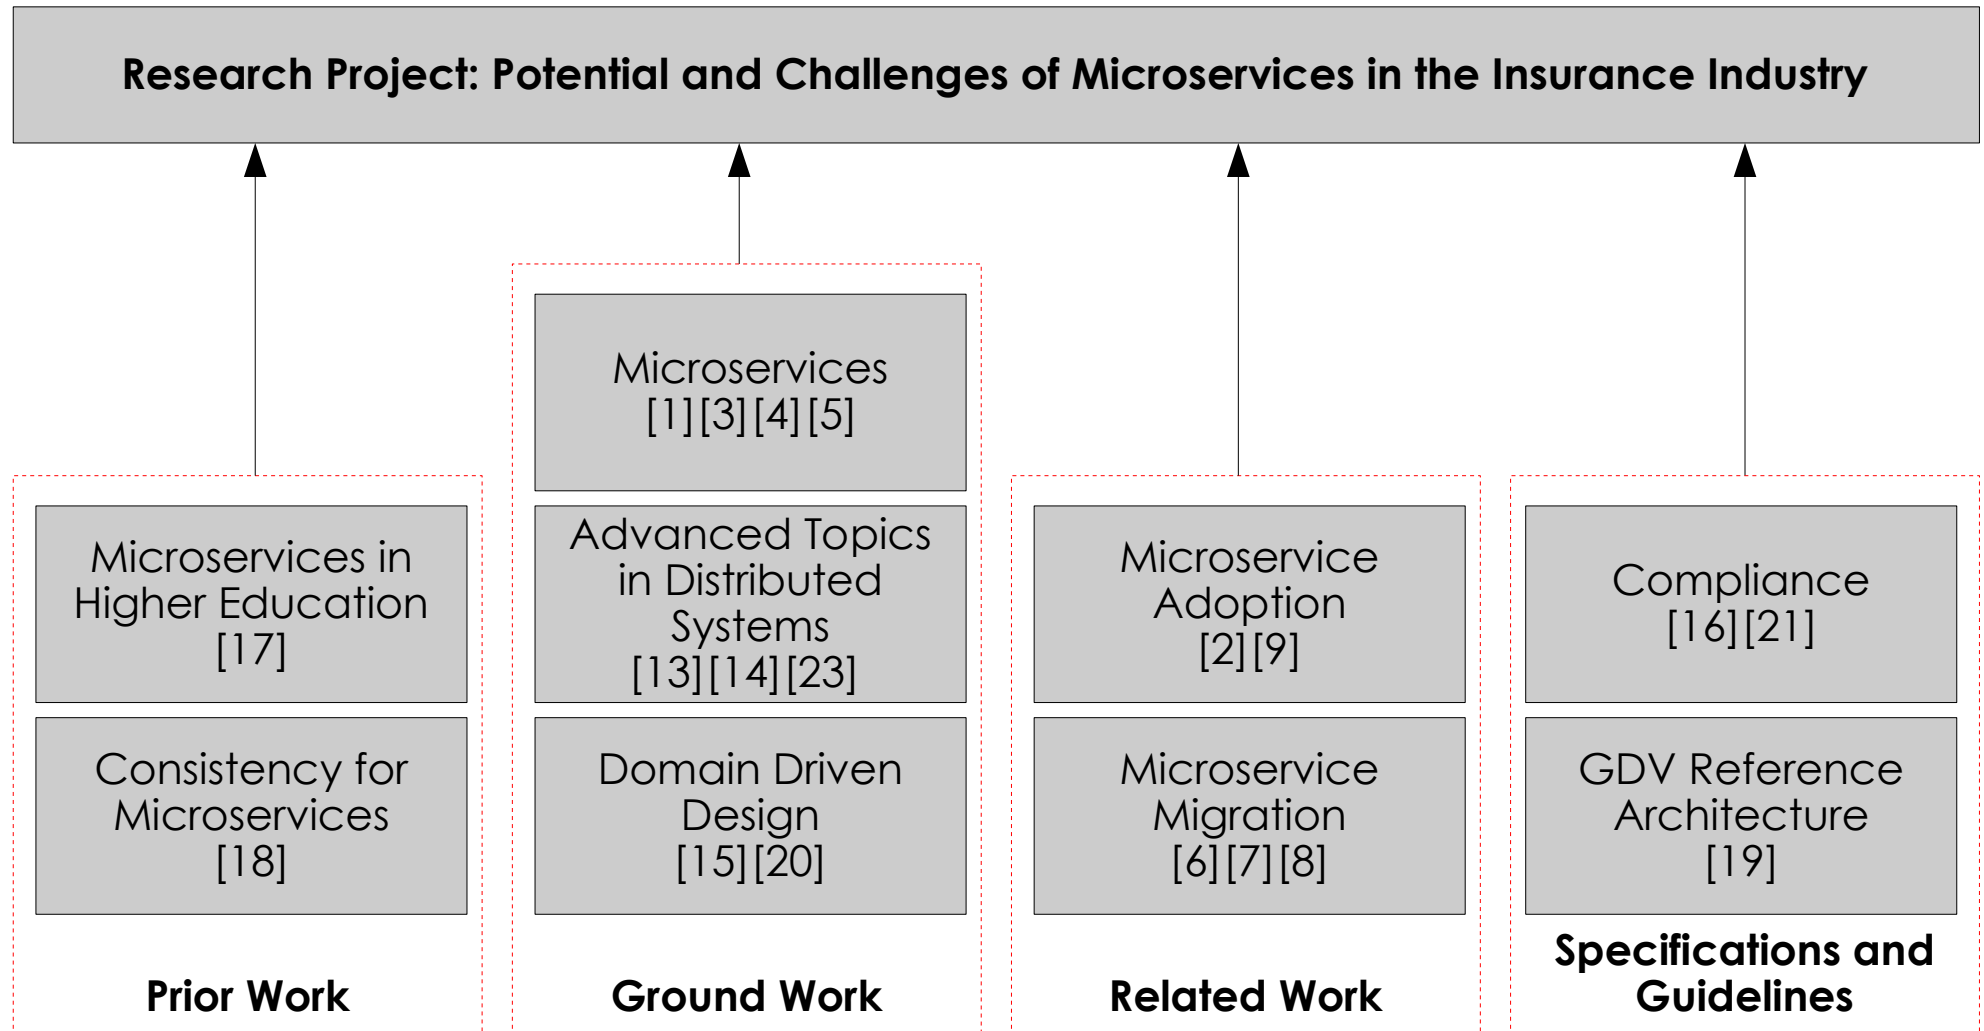 Research Project: Potential and Challenges of Microservices in the Insurance Industry
Microservices in
Higher Education
[17]
Consistency for
Microservices
[18]
Prior Work
Microservices
[1][3][4][5]
Advanced Topics
in Distributed
Systems
[13][14][23]
Domain Driven
Design
[15][20]
Ground Work
Microservice
Adoption
[2][9]
Microservice
Migration
[6][7][8]
Related Work
Compliance
[16][21]
GDV Reference
Architecture
[19]
Specifications and
Guidelines